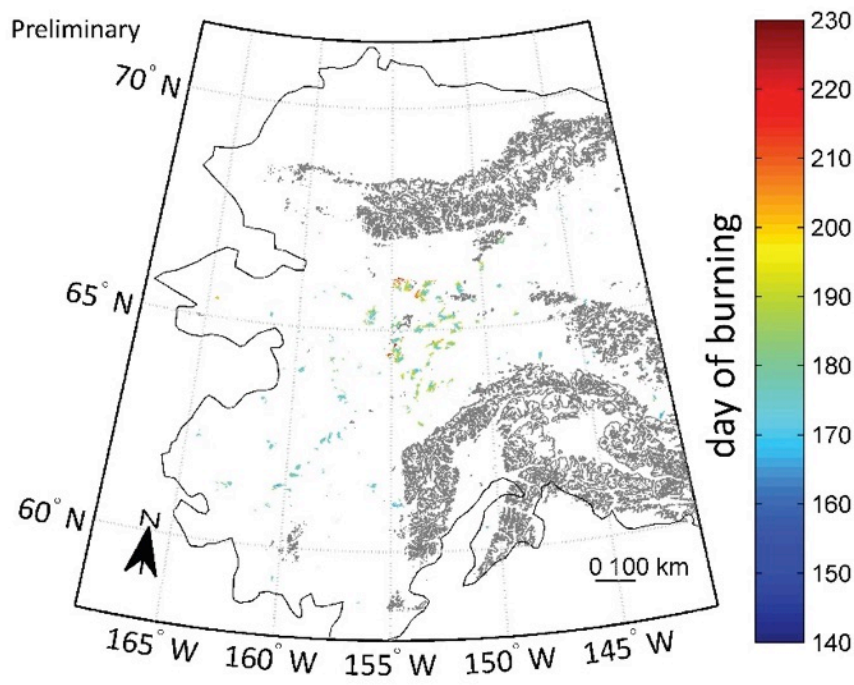 Preliminary
70° N
65° N
60° N
N
165° W
160° W
155° W
150° W
145° W
0 100 km
day of burning
230
220
210
200
190
180
170
160
150
140